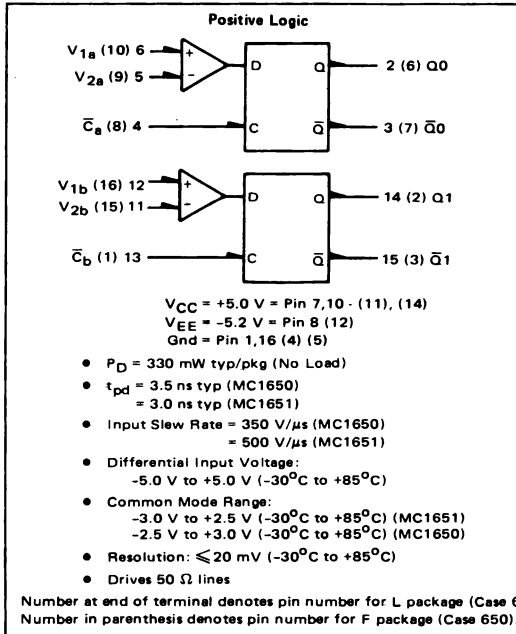 Positive Logic
V1a (10) 6
V2a (9) 5
+
-
D Q
2 (6) Q0
C̅a (8) 4
C Q̅
3 (7) Q̅0
V1b (16) 12
V2b (15) 11
+
-
D Q
14 (2) Q1
C̅b (1) 13
C Q̅
15 (3) Q̅1
VCC = +5.0 V = Pin 7,10 - (11), (14)
VEE = -5.2 V = Pin 8 (12)
Gnd = Pin 1,16 (4) (5)
● PD = 330 mW typ/pkg (No Load)
● tpd = 3.5 ns typ (MC1650)
= 3.0 ns typ (MC1651)
● Input Slew Rate = 350 V/μs (MC1650)
= 500 V/μs (MC1651)
● Differential Input Voltage:
-5.0 V to +5.0 V (-30°C to +85°C)
● Common Mode Range:
-3.0 V to +2.5 V (-30°C to +85°C) (MC1651)
-2.5 V to +3.0 V (-30°C to +85°C) (MC1650)
● Resolution: ≤ 20 mV (-30°C to +85°C)
● Drives 50 Ω lines
Number at end of terminal denotes pin number for L package (Case 6
Number in parenthesis denotes pin number for F package (Case 650)